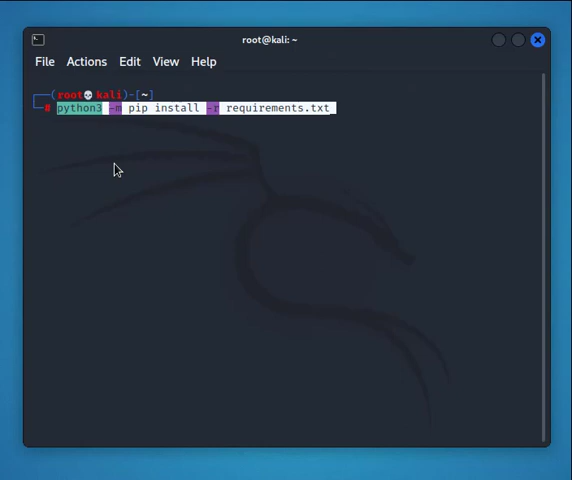 root@kali: ~
File Actions Edit View Help
┌──(root💀kali)-[~]
└─# python3 -m pip install -r requirements.txt